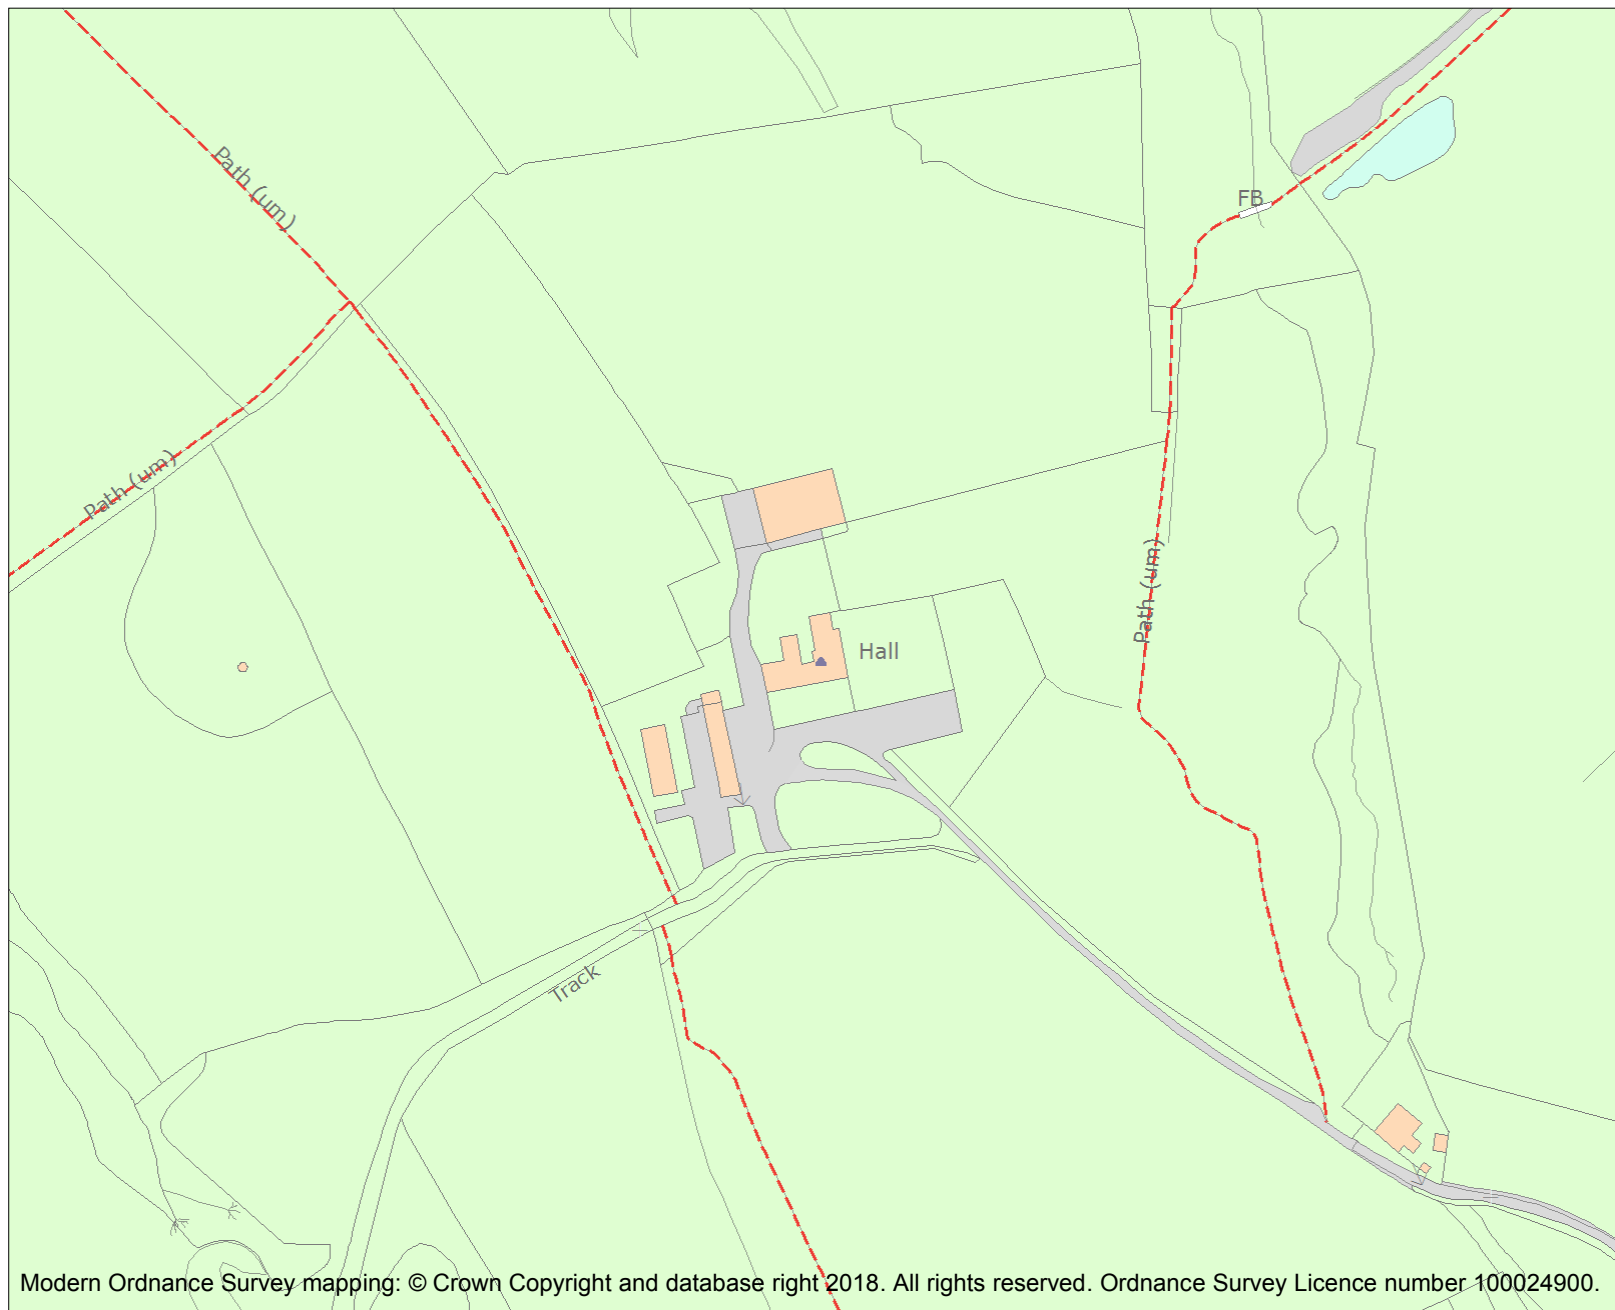 Path (um)
FB
Path (um)
Path (um)
Hall
Track
Modern Ordnance Survey mapping: © Crown Copyright and database right 2018. All rights reserved. Ordnance Survey Licence number 100024900.